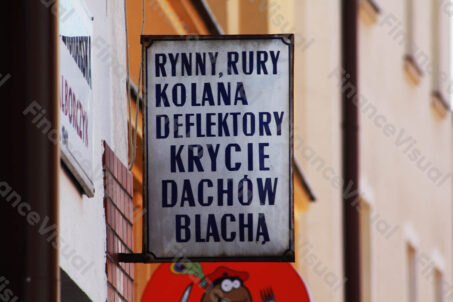 RYNNY, RURY
KOLANA
DEFLEKTORY
KRYCIE
DACHÓW
BLACHĄ